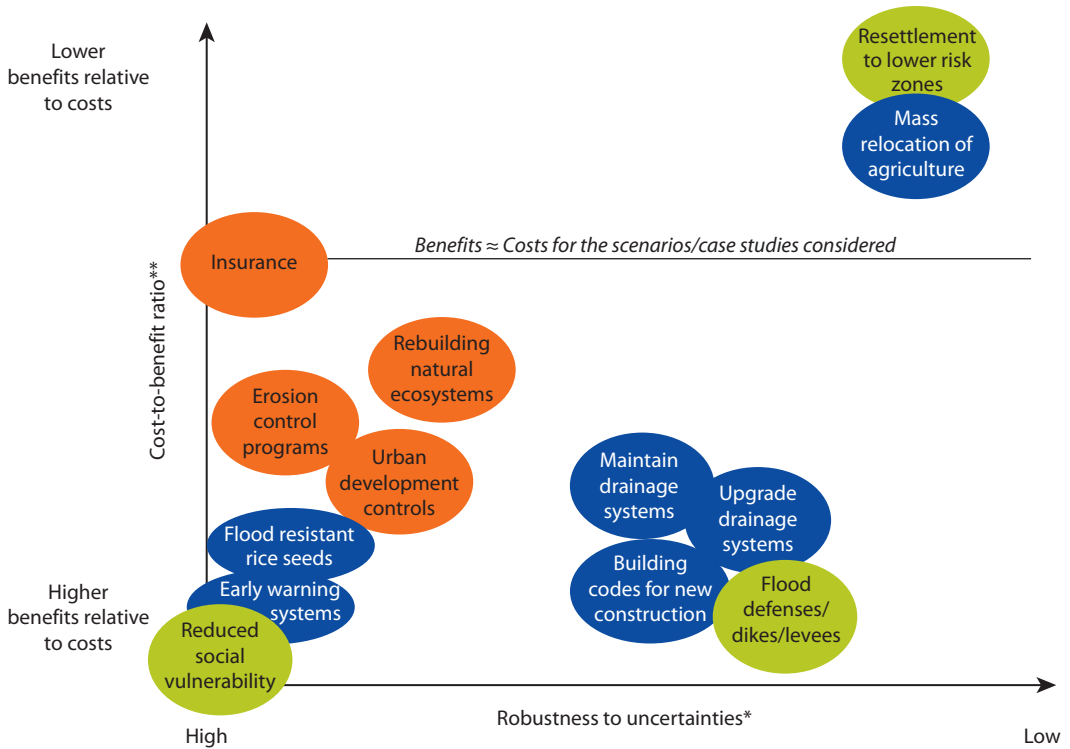 Lower
benefits relative
to costs
Resettlement
to lower risk
zones
Mass
relocation of
agriculture
Benefits ≈ Costs for the scenarios/case studies considered
Insurance
Cost-to-benefit ratio**
Rebuilding
natural
ecosystems
Erosion
control
programs
Urban
development
controls
Maintain
drainage
systems
Upgrade
drainage
systems
Flood resistant
rice seeds
Early warning
systems
Building
codes for new
construction
Flood
defenses/
dikes/levees
Higher
benefits relative
to costs
Reduced
social
vulnerability
Robustness to uncertainties*
High
Low